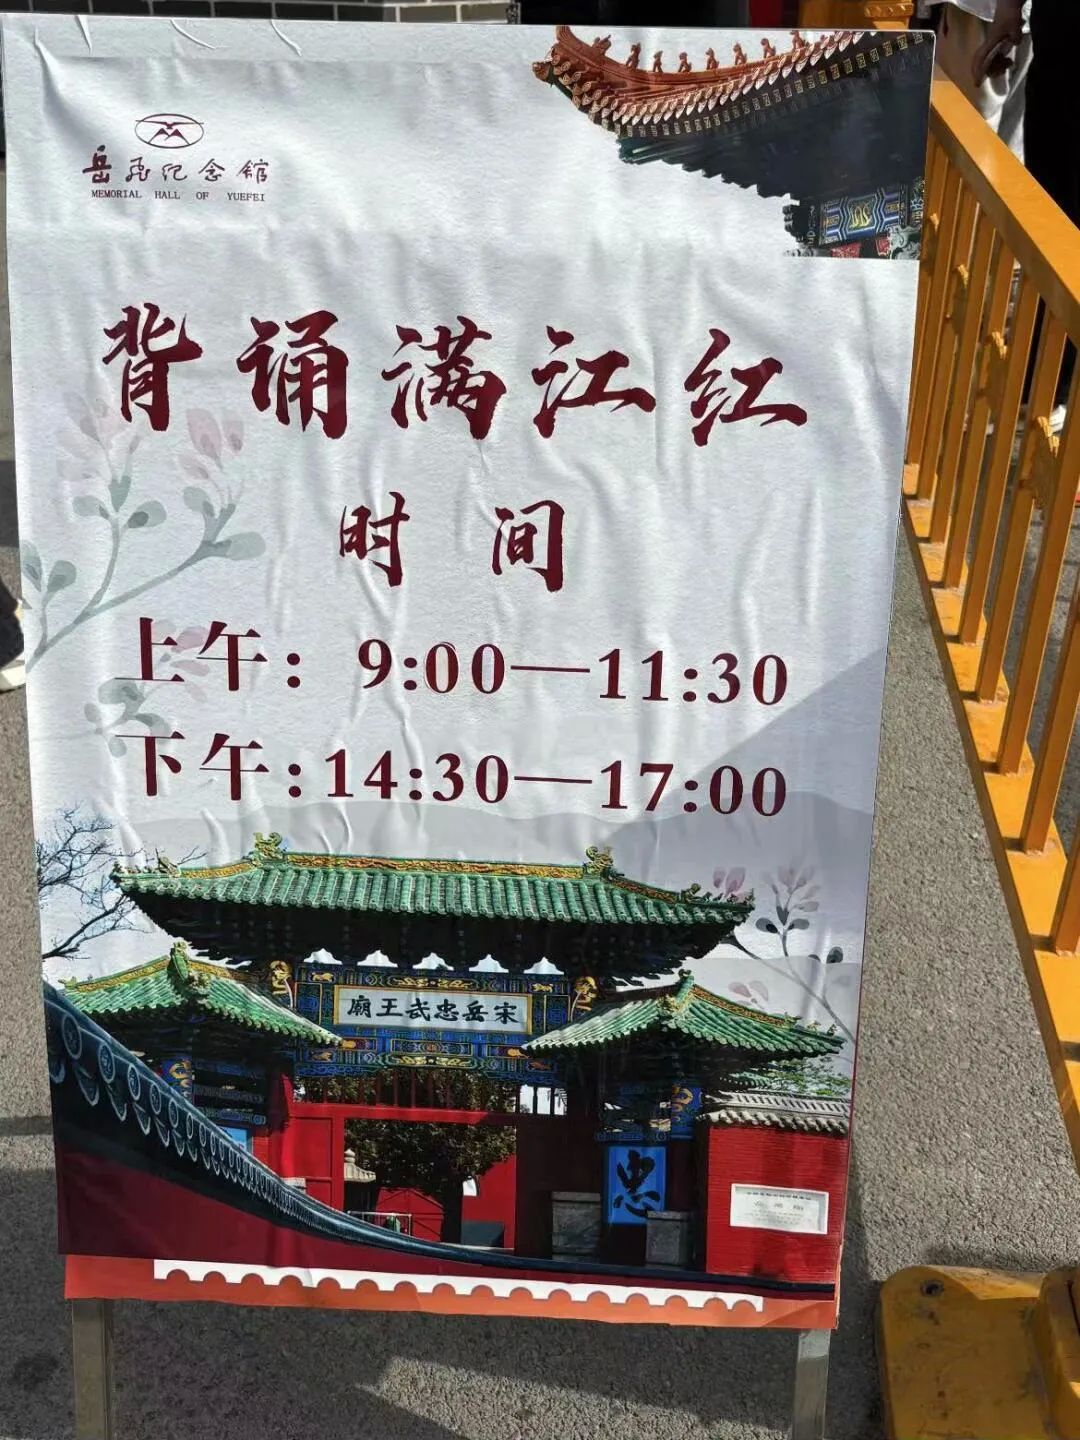 岳飞纪念馆
MEMORIAL HALL OF YUEFEI
背诵满江红
时间
上午：9:00—11:30
下午：14:30—17:00
廟王武忠岳宋
忠